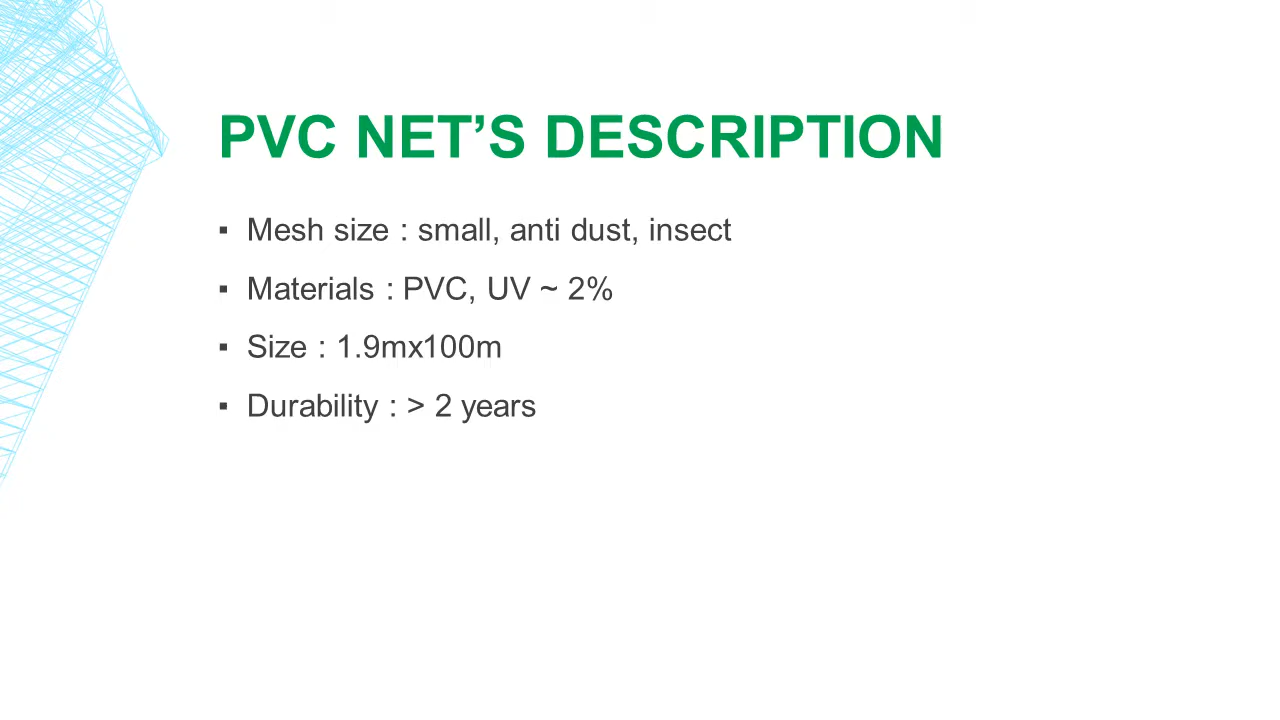 PVC NET’S DESCRIPTION
▪ Mesh size : small, anti dust, insect
▪ Materials : PVC, UV ~ 2%
▪ Size : 1.9mx100m
▪ Durability : > 2 years